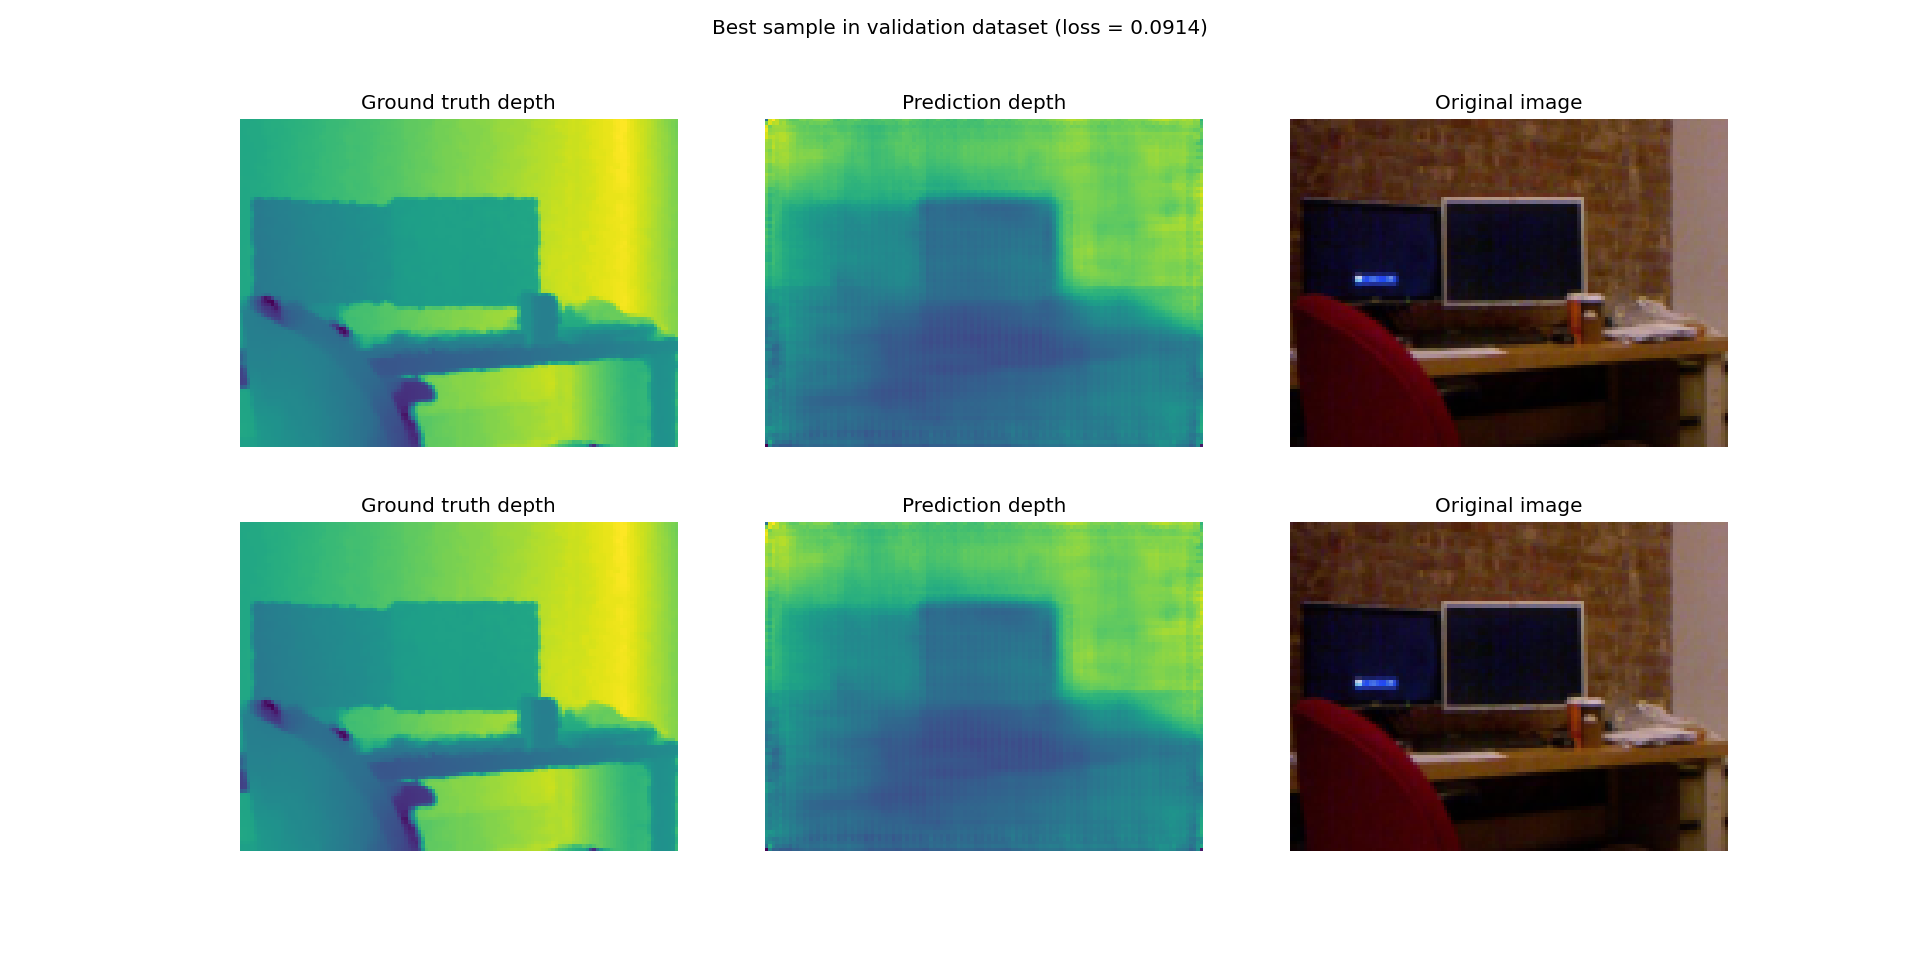 Best sample in validation dataset (loss = 0.0914)
Ground truth depth
Prediction depth
Original image
Ground truth depth
Prediction depth
Original image